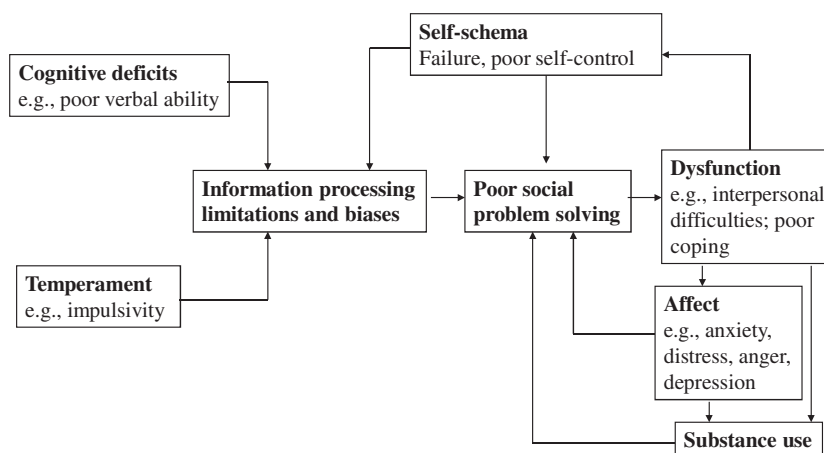 Self-schema
Failure, poor self-control
Cognitive deficits
e.g., poor verbal ability
Information processing
limitations and biases
Poor social
problem solving
Dysfunction
e.g., interpersonal
difficulties; poor
coping
Temperament
e.g., impulsivity
Affect
e.g., anxiety,
distress, anger,
depression
Substance use